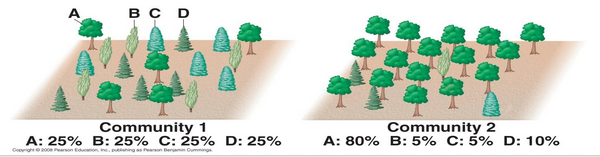 A B C D
Community 1
A: 25% B: 25% C: 25% D: 25%
Community 2
A: 80% B: 5% C: 5% D: 10%
Copyright © 2008 Pearson Education, Inc., publishing as Pearson Benjamin Cummings.